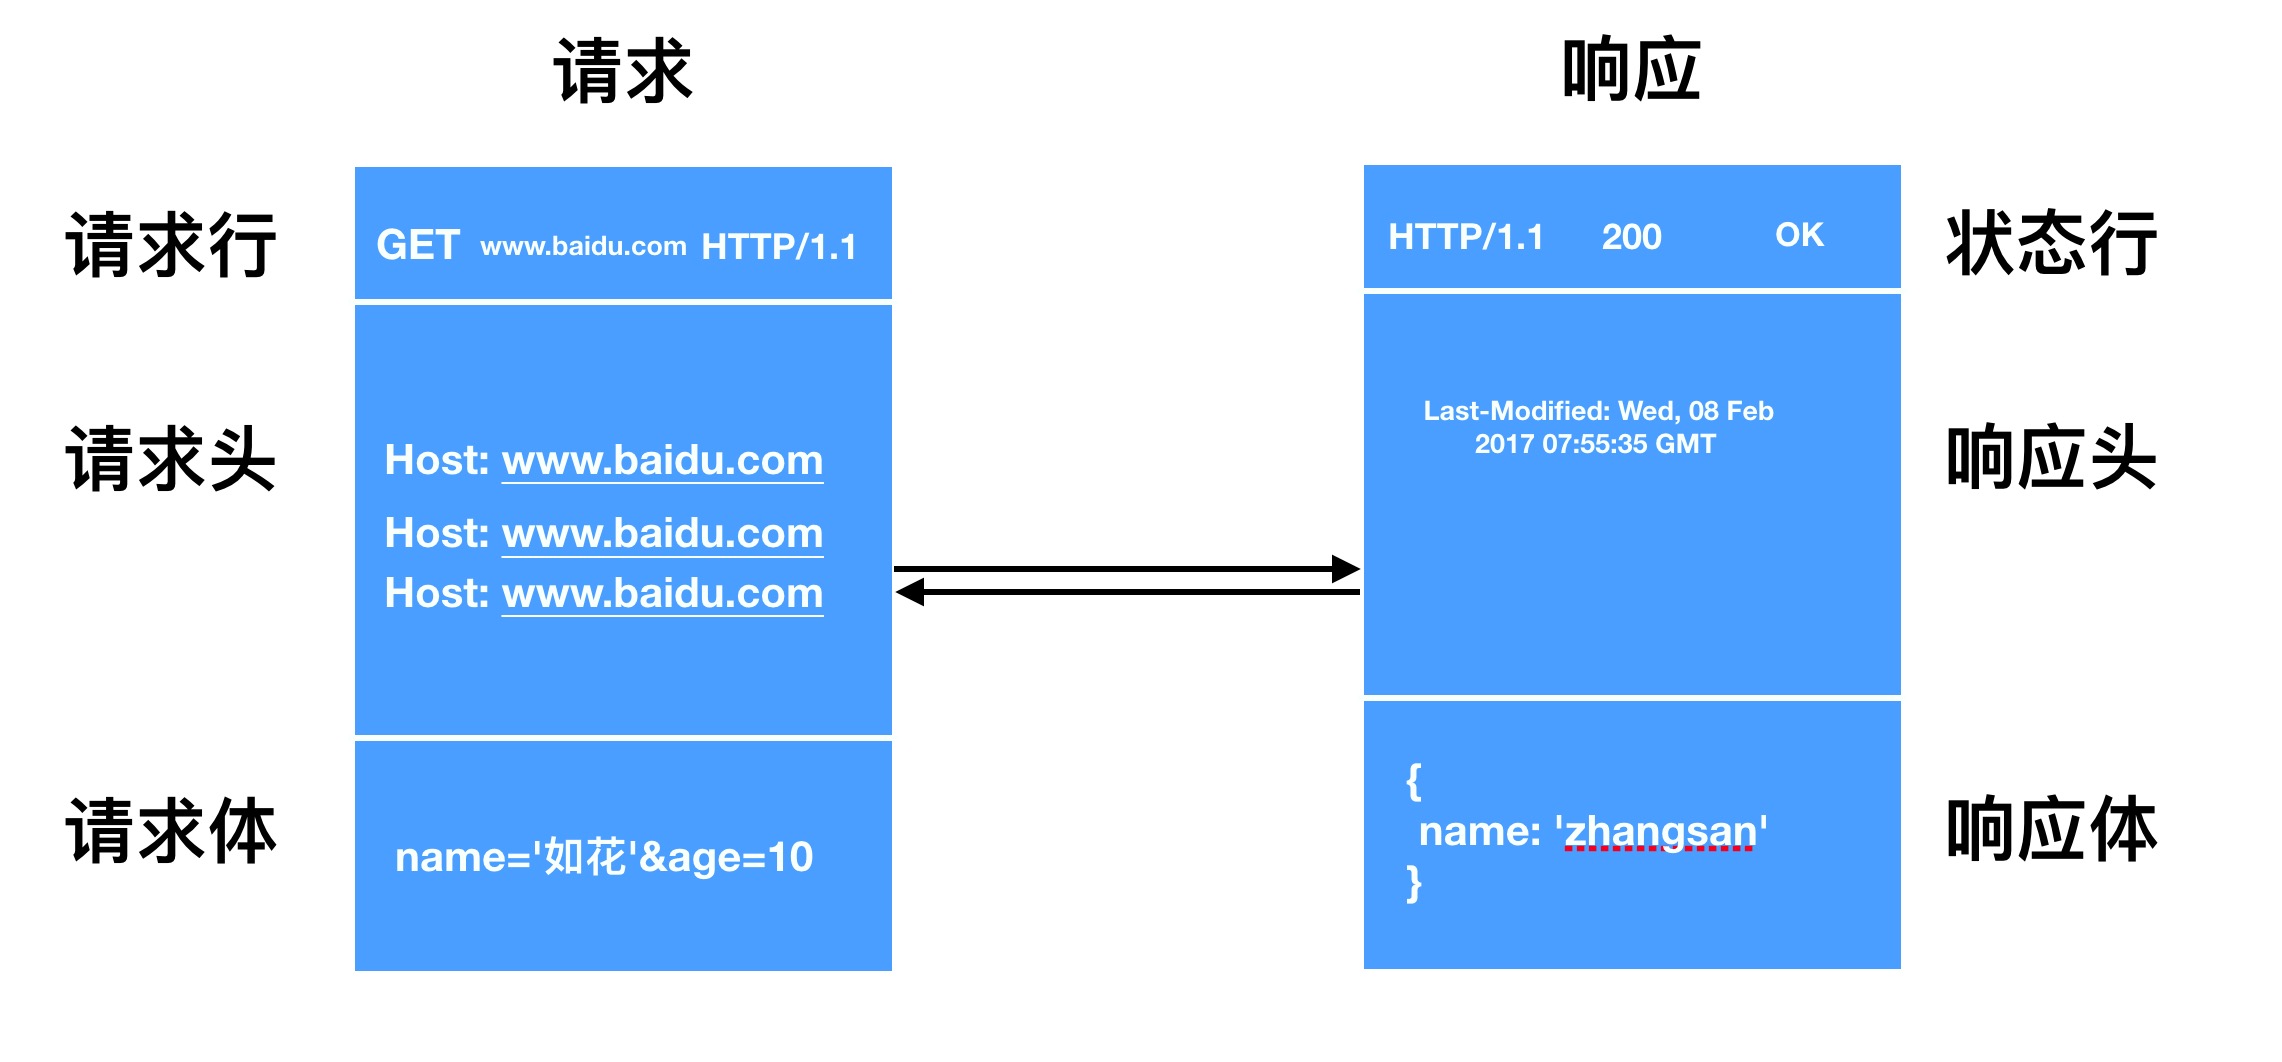 请求
响应
请求行
GET www.baidu.com HTTP/1.1
请求头
Host: www.baidu.com
Host: www.baidu.com
Host: www.baidu.com
请求体
name='如花'&age=10
HTTP/1.1 200 OK
状态行
Last-Modified: Wed, 08 Feb
2017 07:55:35 GMT
响应头
{
name: 'zhangsan'
}
响应体